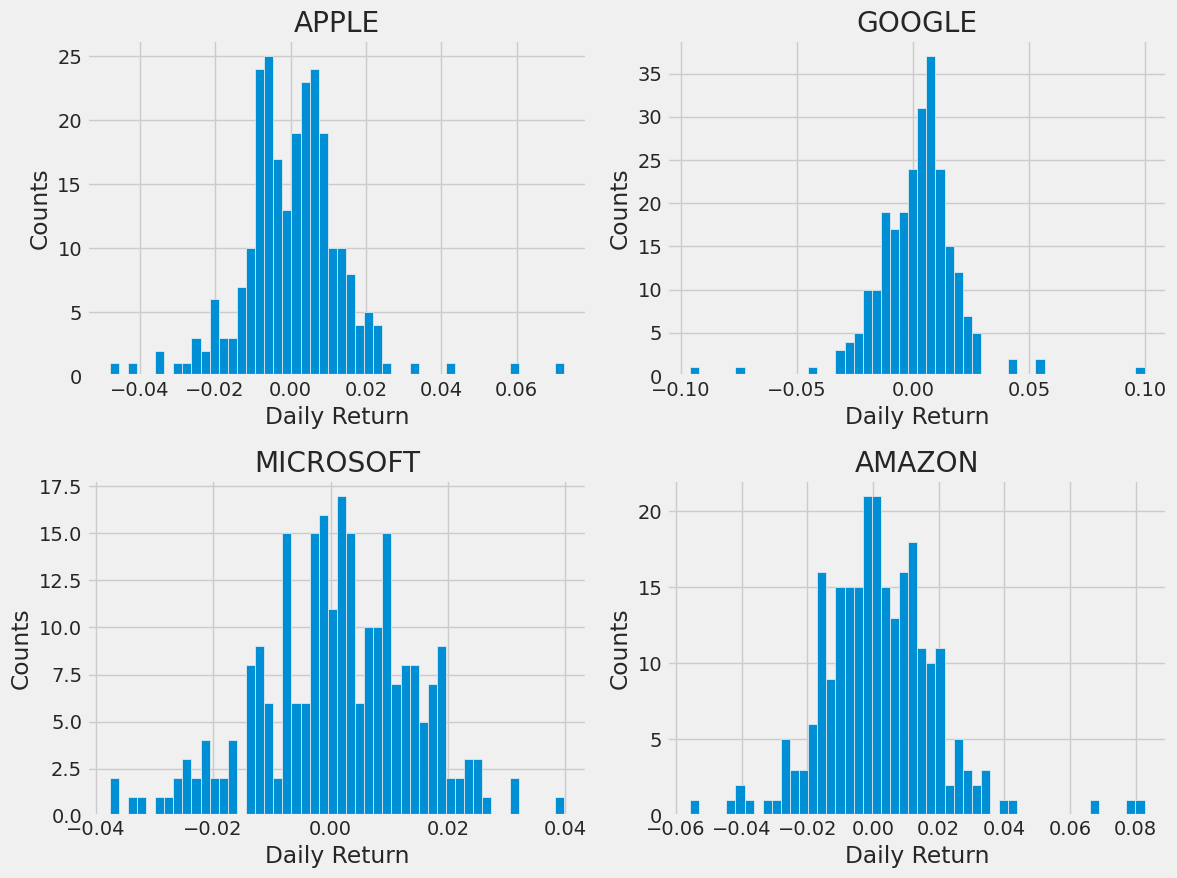 APPLE
25
20
15
10
5
0
Counts
−0.04 −0.02 0.00 0.02 0.04 0.06
Daily Return
GOOGLE
35
30
25
20
15
10
5
0
Counts
−0.10 −0.05 0.00 0.05 0.10
Daily Return
MICROSOFT
17.5
15.0
12.5
10.0
7.5
5.0
2.5
0.0
Counts
−0.04 −0.02 0.00 0.02 0.04
Daily Return
AMAZON
20
15
10
5
0
Counts
−0.06 −0.04 −0.02 0.00 0.02 0.04 0.06 0.08
Daily Return